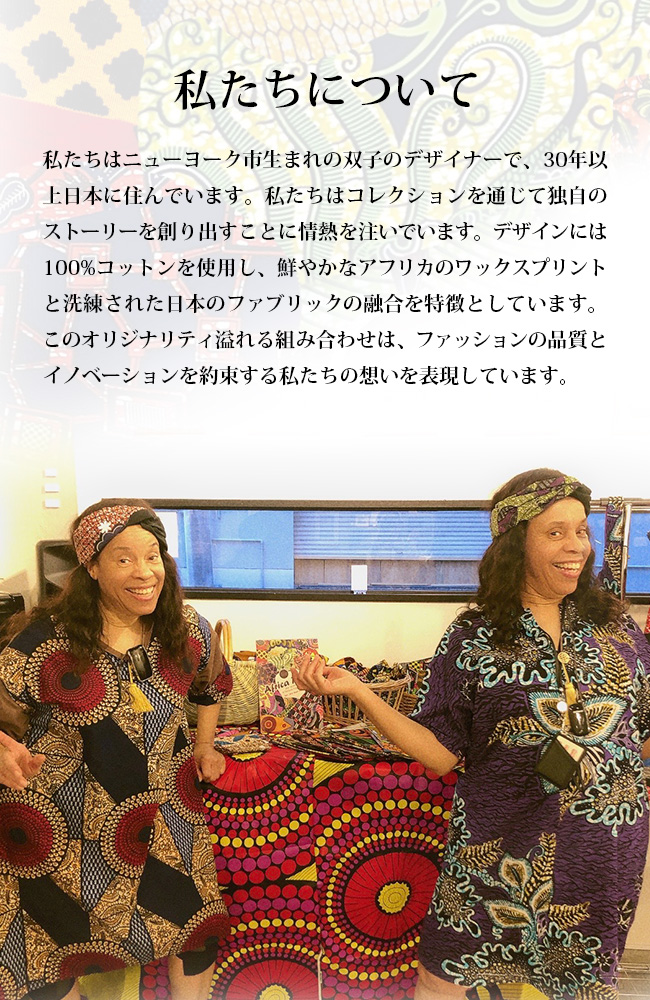 私たちについて
私たちはニューヨーク市生まれの双子のデザイナーで、30年以
上日本に住んでいます。私たちはコレクションを通じて独自の
ストーリーを創り出すことに情熱を注いでいます。デザインには
100%コットンを使用し、鮮やかなアフリカのワックスプリント
と洗練された日本のファブリックの融合を特徴としています。
このオリジナリティ溢れる組み合わせは、ファッションの品質と
イノベーションを約束する私たちの想いを表現しています。